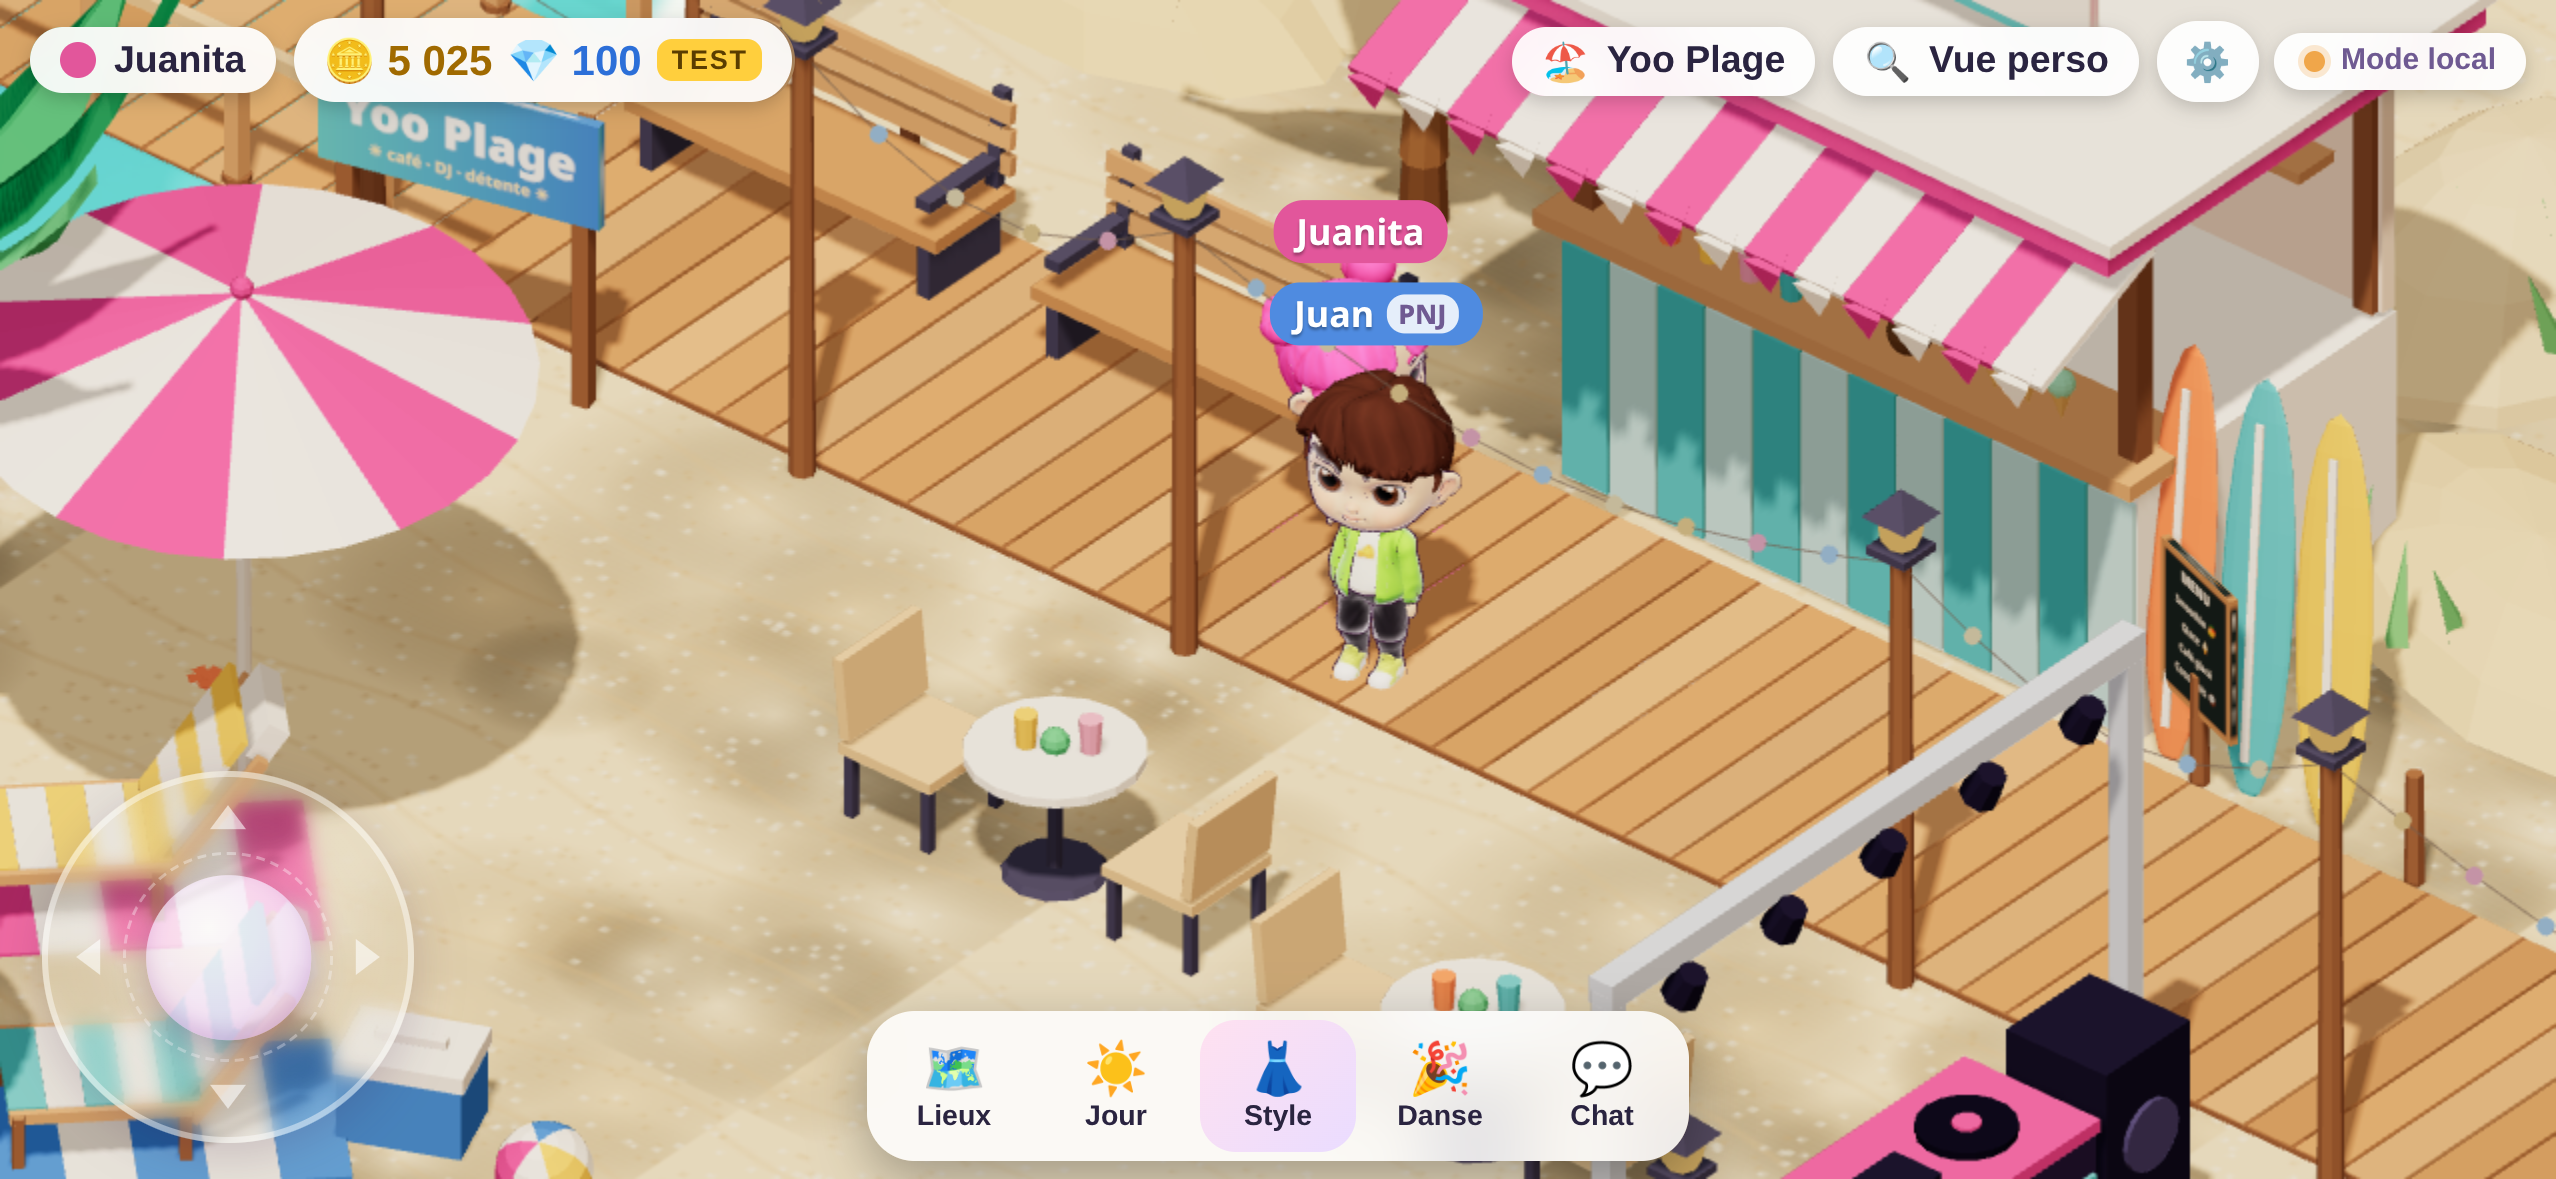 Juanita
5 025
100
TEST
Yoo Plage
Vue perso
Mode local
Yoo Plage
☀ café · DJ · détente ☀
Juanita
Juan PNJ
MENU
Lieux
Jour
Style
Danse
Chat